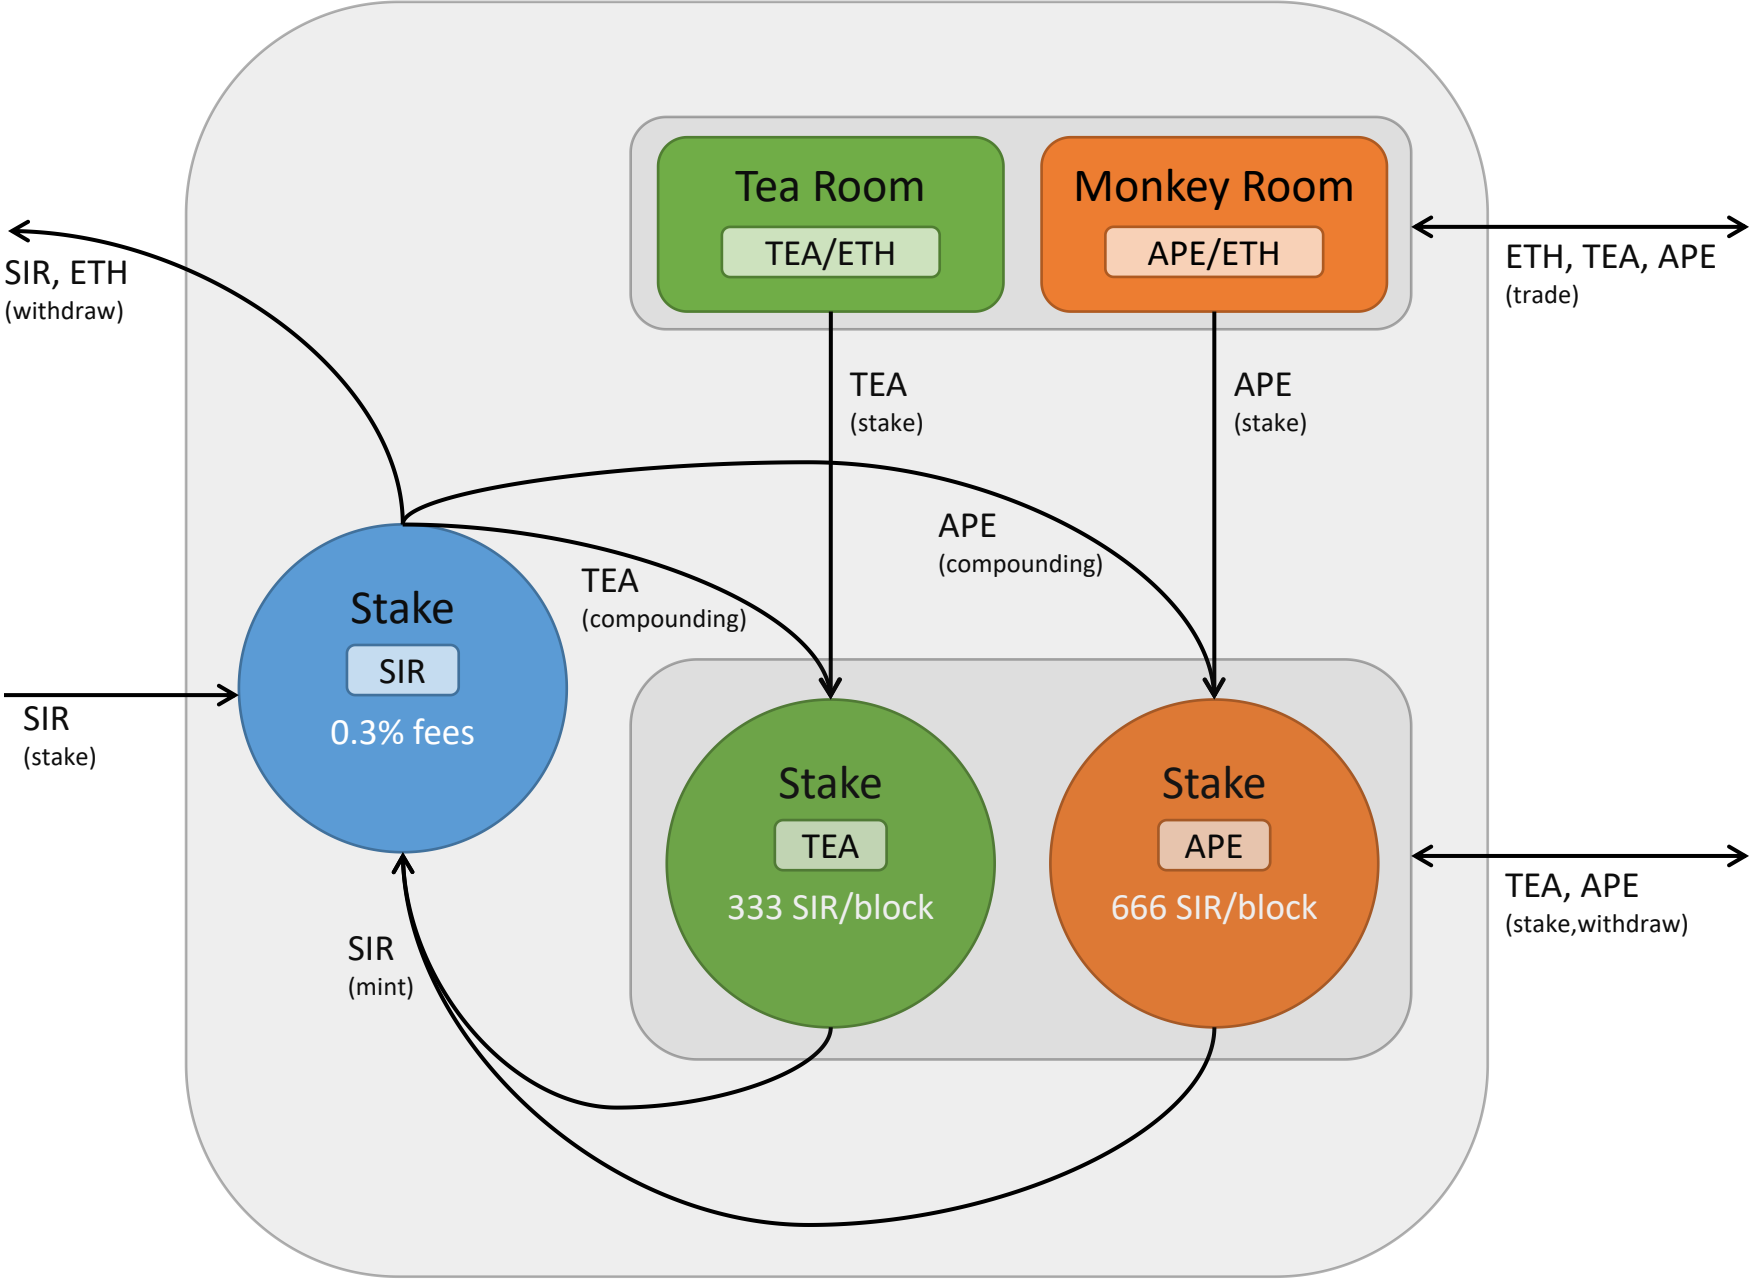 Tea Room
TEA/ETH
Monkey Room
APE/ETH
SIR, ETH
(withdraw)
ETH, TEA, APE
(trade)
TEA
(stake)
APE
(stake)
APE
(compounding)
TEA
(compounding)
Stake
SIR
0.3% fees
SIR
(stake)
Stake
TEA
333 SIR/block
Stake
APE
666 SIR/block
TEA, APE
(stake,withdraw)
SIR
(mint)